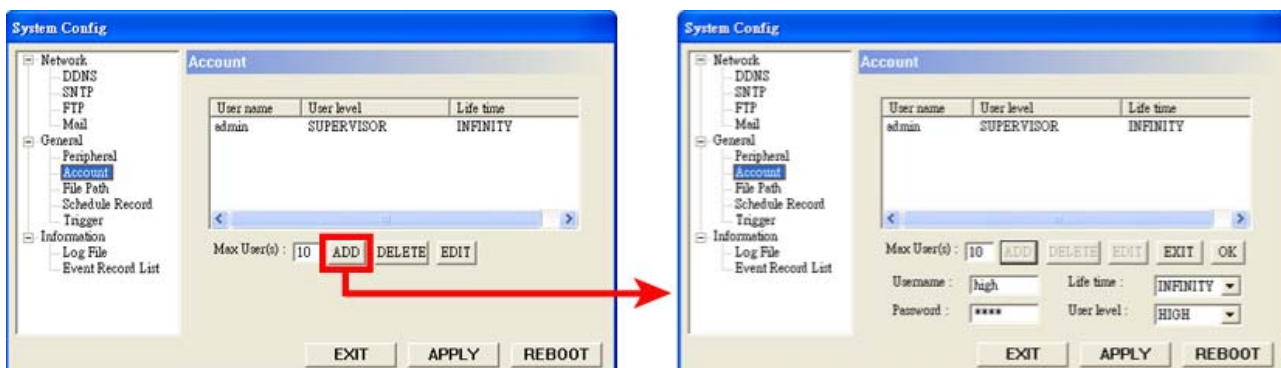 System Config
Network
DDNS
SNTP
FTP
Mail
General
Peripheral
Account
File Path
Schedule Record
Trigger
Information
Log File
Event Record List
Account
User name User level Life time
admin SUPERVISOR INFINITY
Max User(s) : 10 ADD DELETE EDIT
EXIT APPLY REBOOT
System Config
Network
DDNS
SNTP
FTP
Mail
General
Peripheral
Account
File Path
Schedule Record
Trigger
Information
Log File
Event Record List
Account
User name User level Life time
admin SUPERVISOR INFINITY
Max User(s) : 10 ADD DELETE EDIT EXIT OK
Username : high Life time : INFINITY
Password : **** User level : HIGH
EXIT APPLY REBOOT